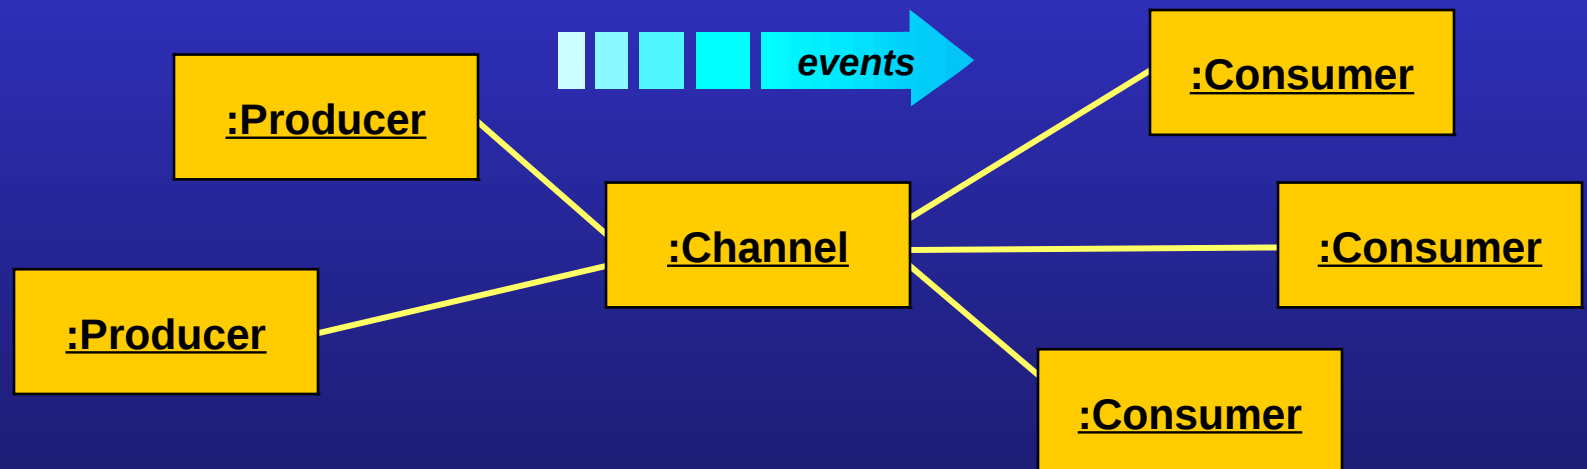 :Producer
events
:Consumer
:Channel
:Consumer
:Producer
:Consumer